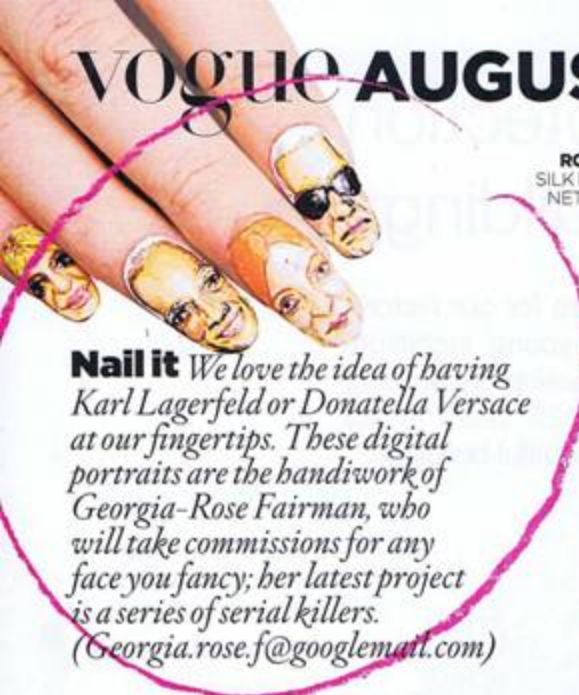 vogue AUGUS
RO
SILK
NET
Nail it We love the idea of having
Karl Lagerfeld or Donatella Versace
at our fingertips. These digital
portraits are the handiwork of
Georgia-Rose Fairman, who
will take commissions for any
face you fancy; her latest project
is a series of serial killers.
(Georgia.rose.f@googlemail.com)